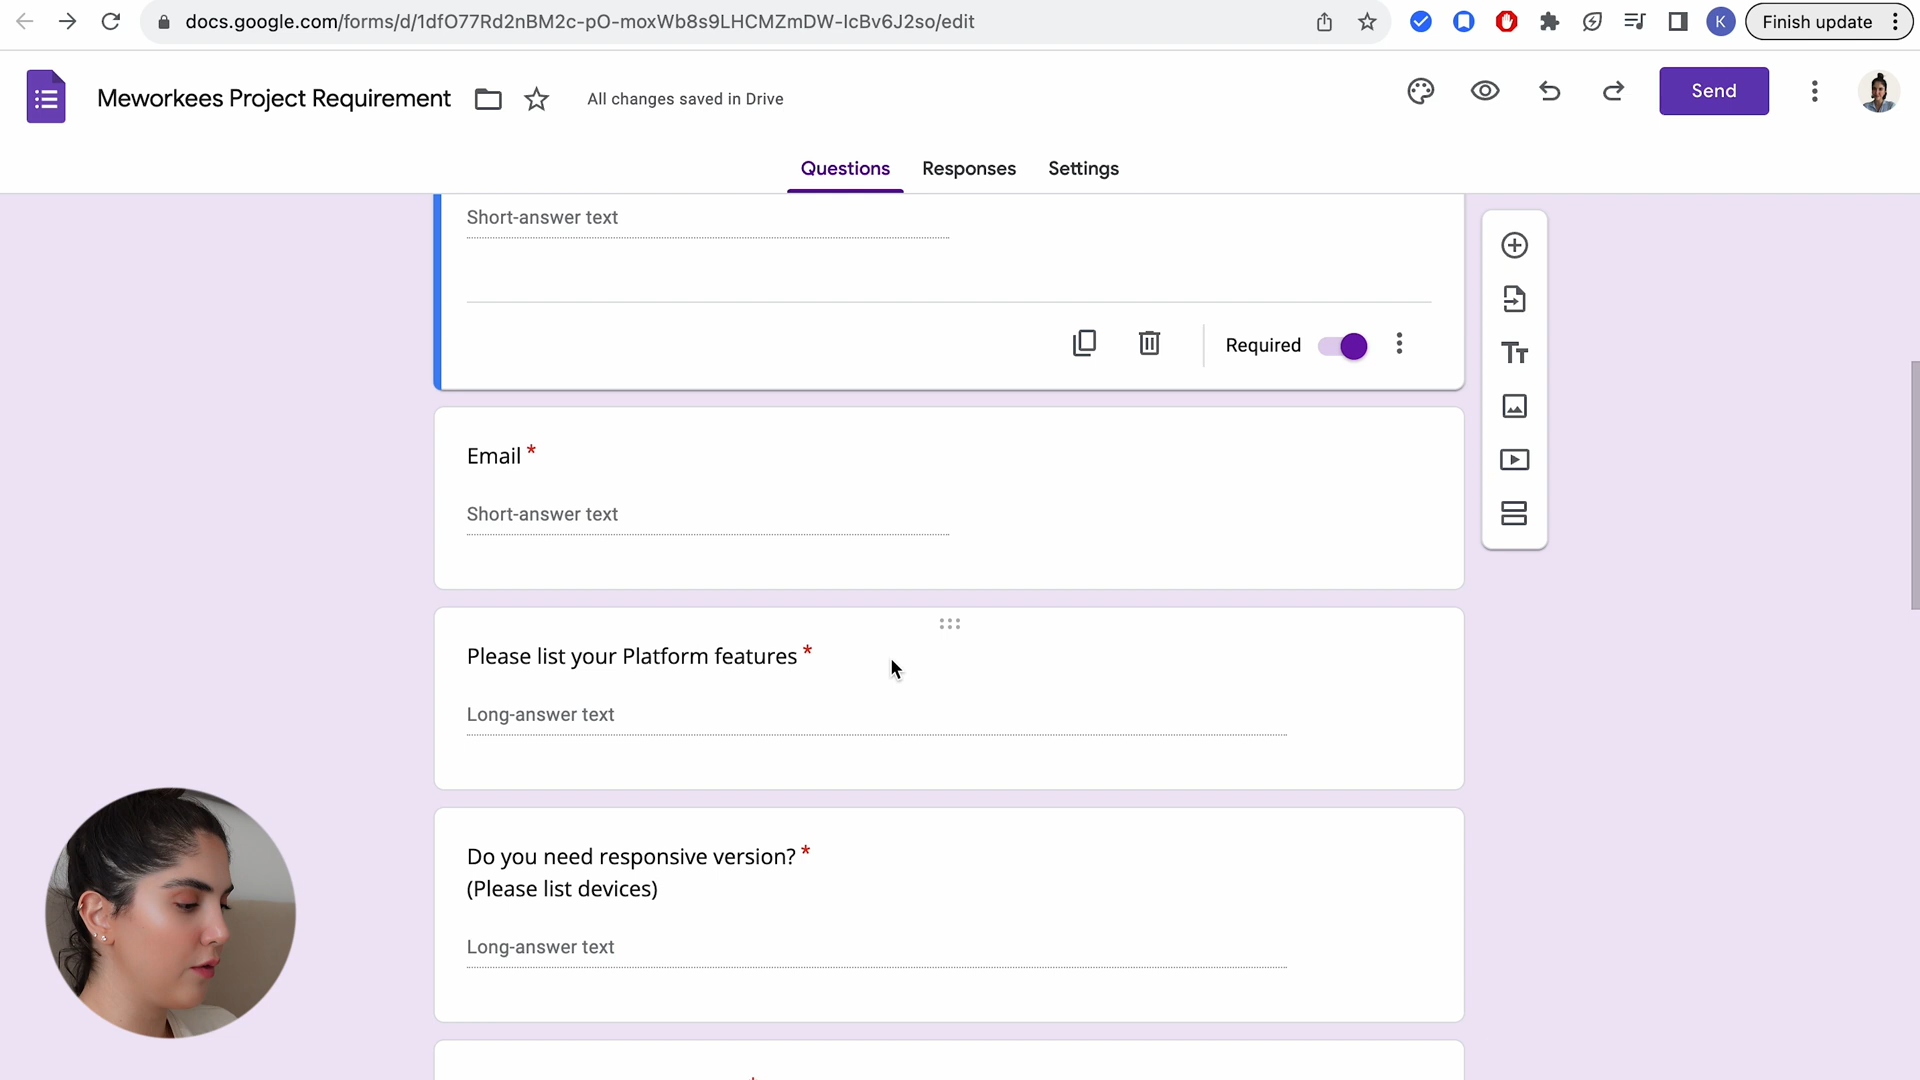 docs.google.com/forms/d/1dfO77Rd2nBM2c-pO-moxWb8s9LHCMZmDW-IcBv6J2so/edit
K
Finish update
Meworkees Project Requirement
All changes saved in Drive
Send
Questions
Responses
Settings
Short-answer text
Required
Email *
Short-answer text
Please list your Platform features *
Long-answer text
Do you need responsive version? *
(Please list devices)
Long-answer text